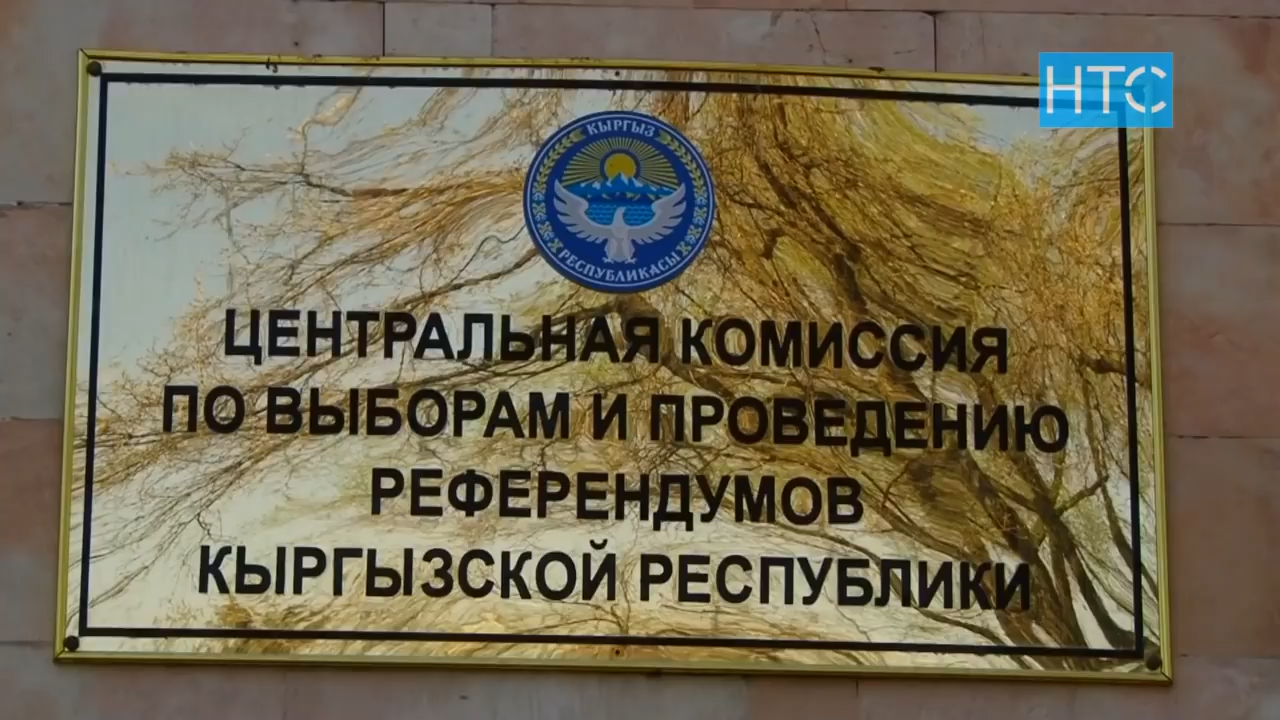 НТС
КЫРГЫЗ
РЕСПУБЛИКАСЫ
ЦЕНТРАЛЬНАЯ КОМИССИЯ
ПО ВЫБОРАМ И ПРОВЕДЕНИЮ
РЕФЕРЕНДУМОВ
КЫРГЫЗСКОЙ РЕСПУБЛИКИ